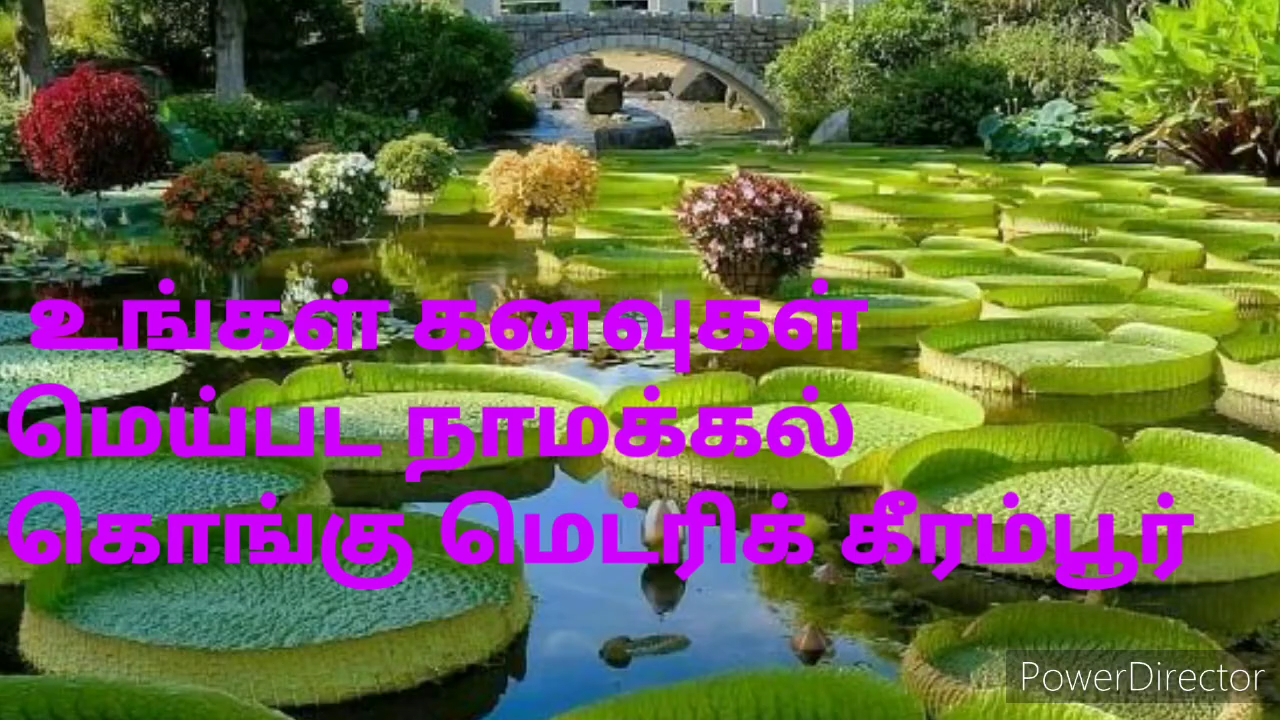 உங்கள் கனவுகள்
மெய்பட நாமக்கல்
கொங்கு மெட்ரிக் கீரம்பூர்
PowerDirector